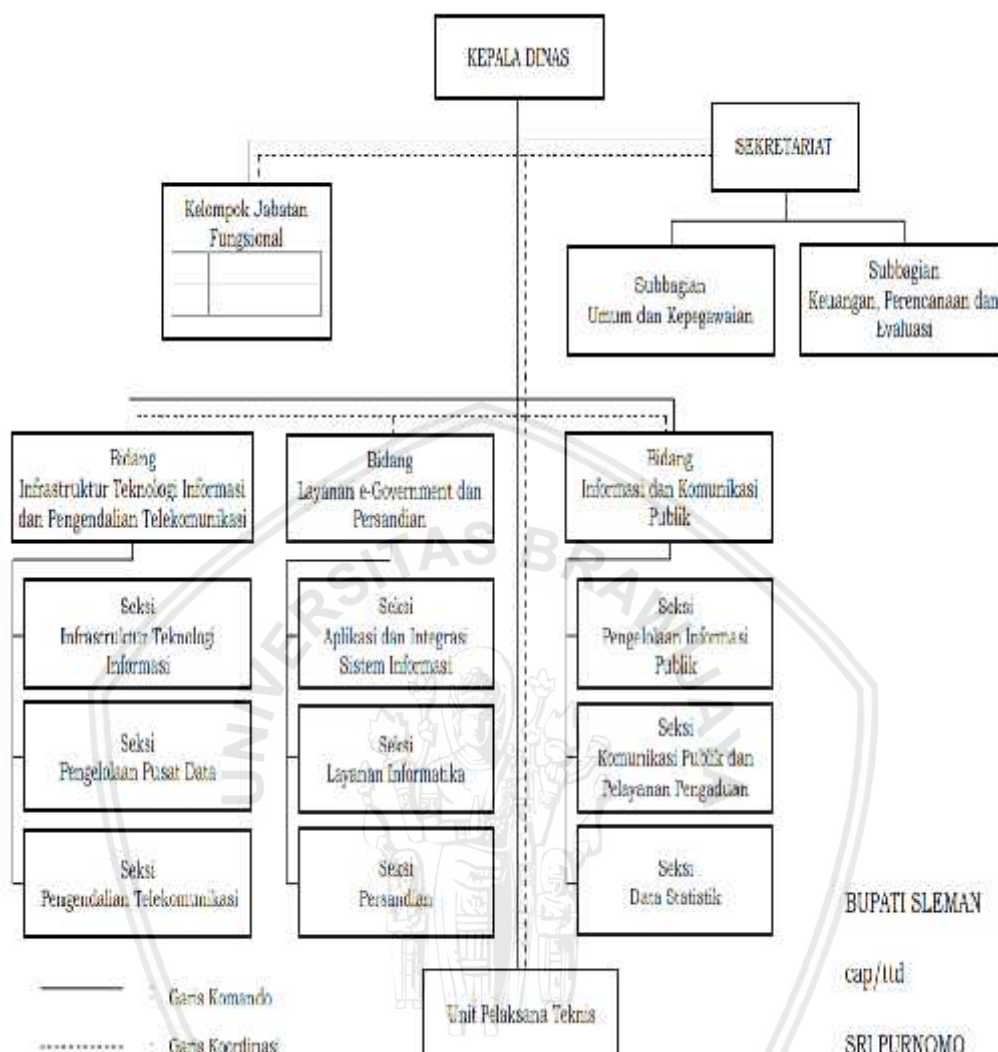 KEPALA DINAS
SEKRETARIAT
Kelompok Jabatan
Fungsional
Subbagian
Umum dan Kepegawaian
Subbagian
Keuangan, Perencanaan dan
Evaluasi
Bidang
Infrastruktur Teknologi Informasi
dan Pengendalian Telekomunikasi
Bidang
Layanan e-Government dan
Persandian
Bidang
Informasi dan Komunikasi
Publik
Seksi
Infrastruktur Teknologi
Informasi
Seksi
Aplikasi dan Integrasi
Sistem Informasi
Seksi
Pengelolaan Informasi
Publik
Seksi
Pengelolaan Pusat Data
Seksi
Layanan Informatika
Seksi
Komunikasi Publik dan
Pelayanan Pengaduan
Seksi
Pengendalian Telekomunikasi
Seksi
Persandian
Seksi
Data Statistik
BUPATI SLEMAN
cap/ttd
SRI PURNOMO
: Garis Komando
: Garis Koordinasi
Unit Pelaksana Teknis
UNIVERSITAS BRAWIJAYA